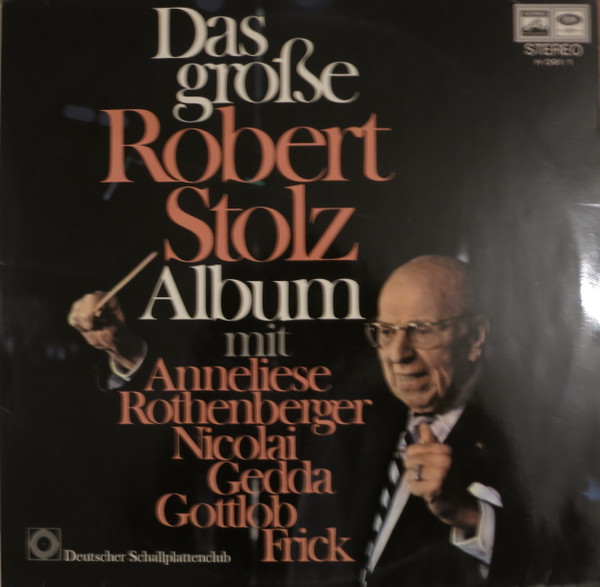 Das
große
Robert
Stolz
Album
mit
Anneliese
Rothenberger
Nicolai
Gedda
Gottlob
Frick
STEREO
Deutscher Schallplattenclub